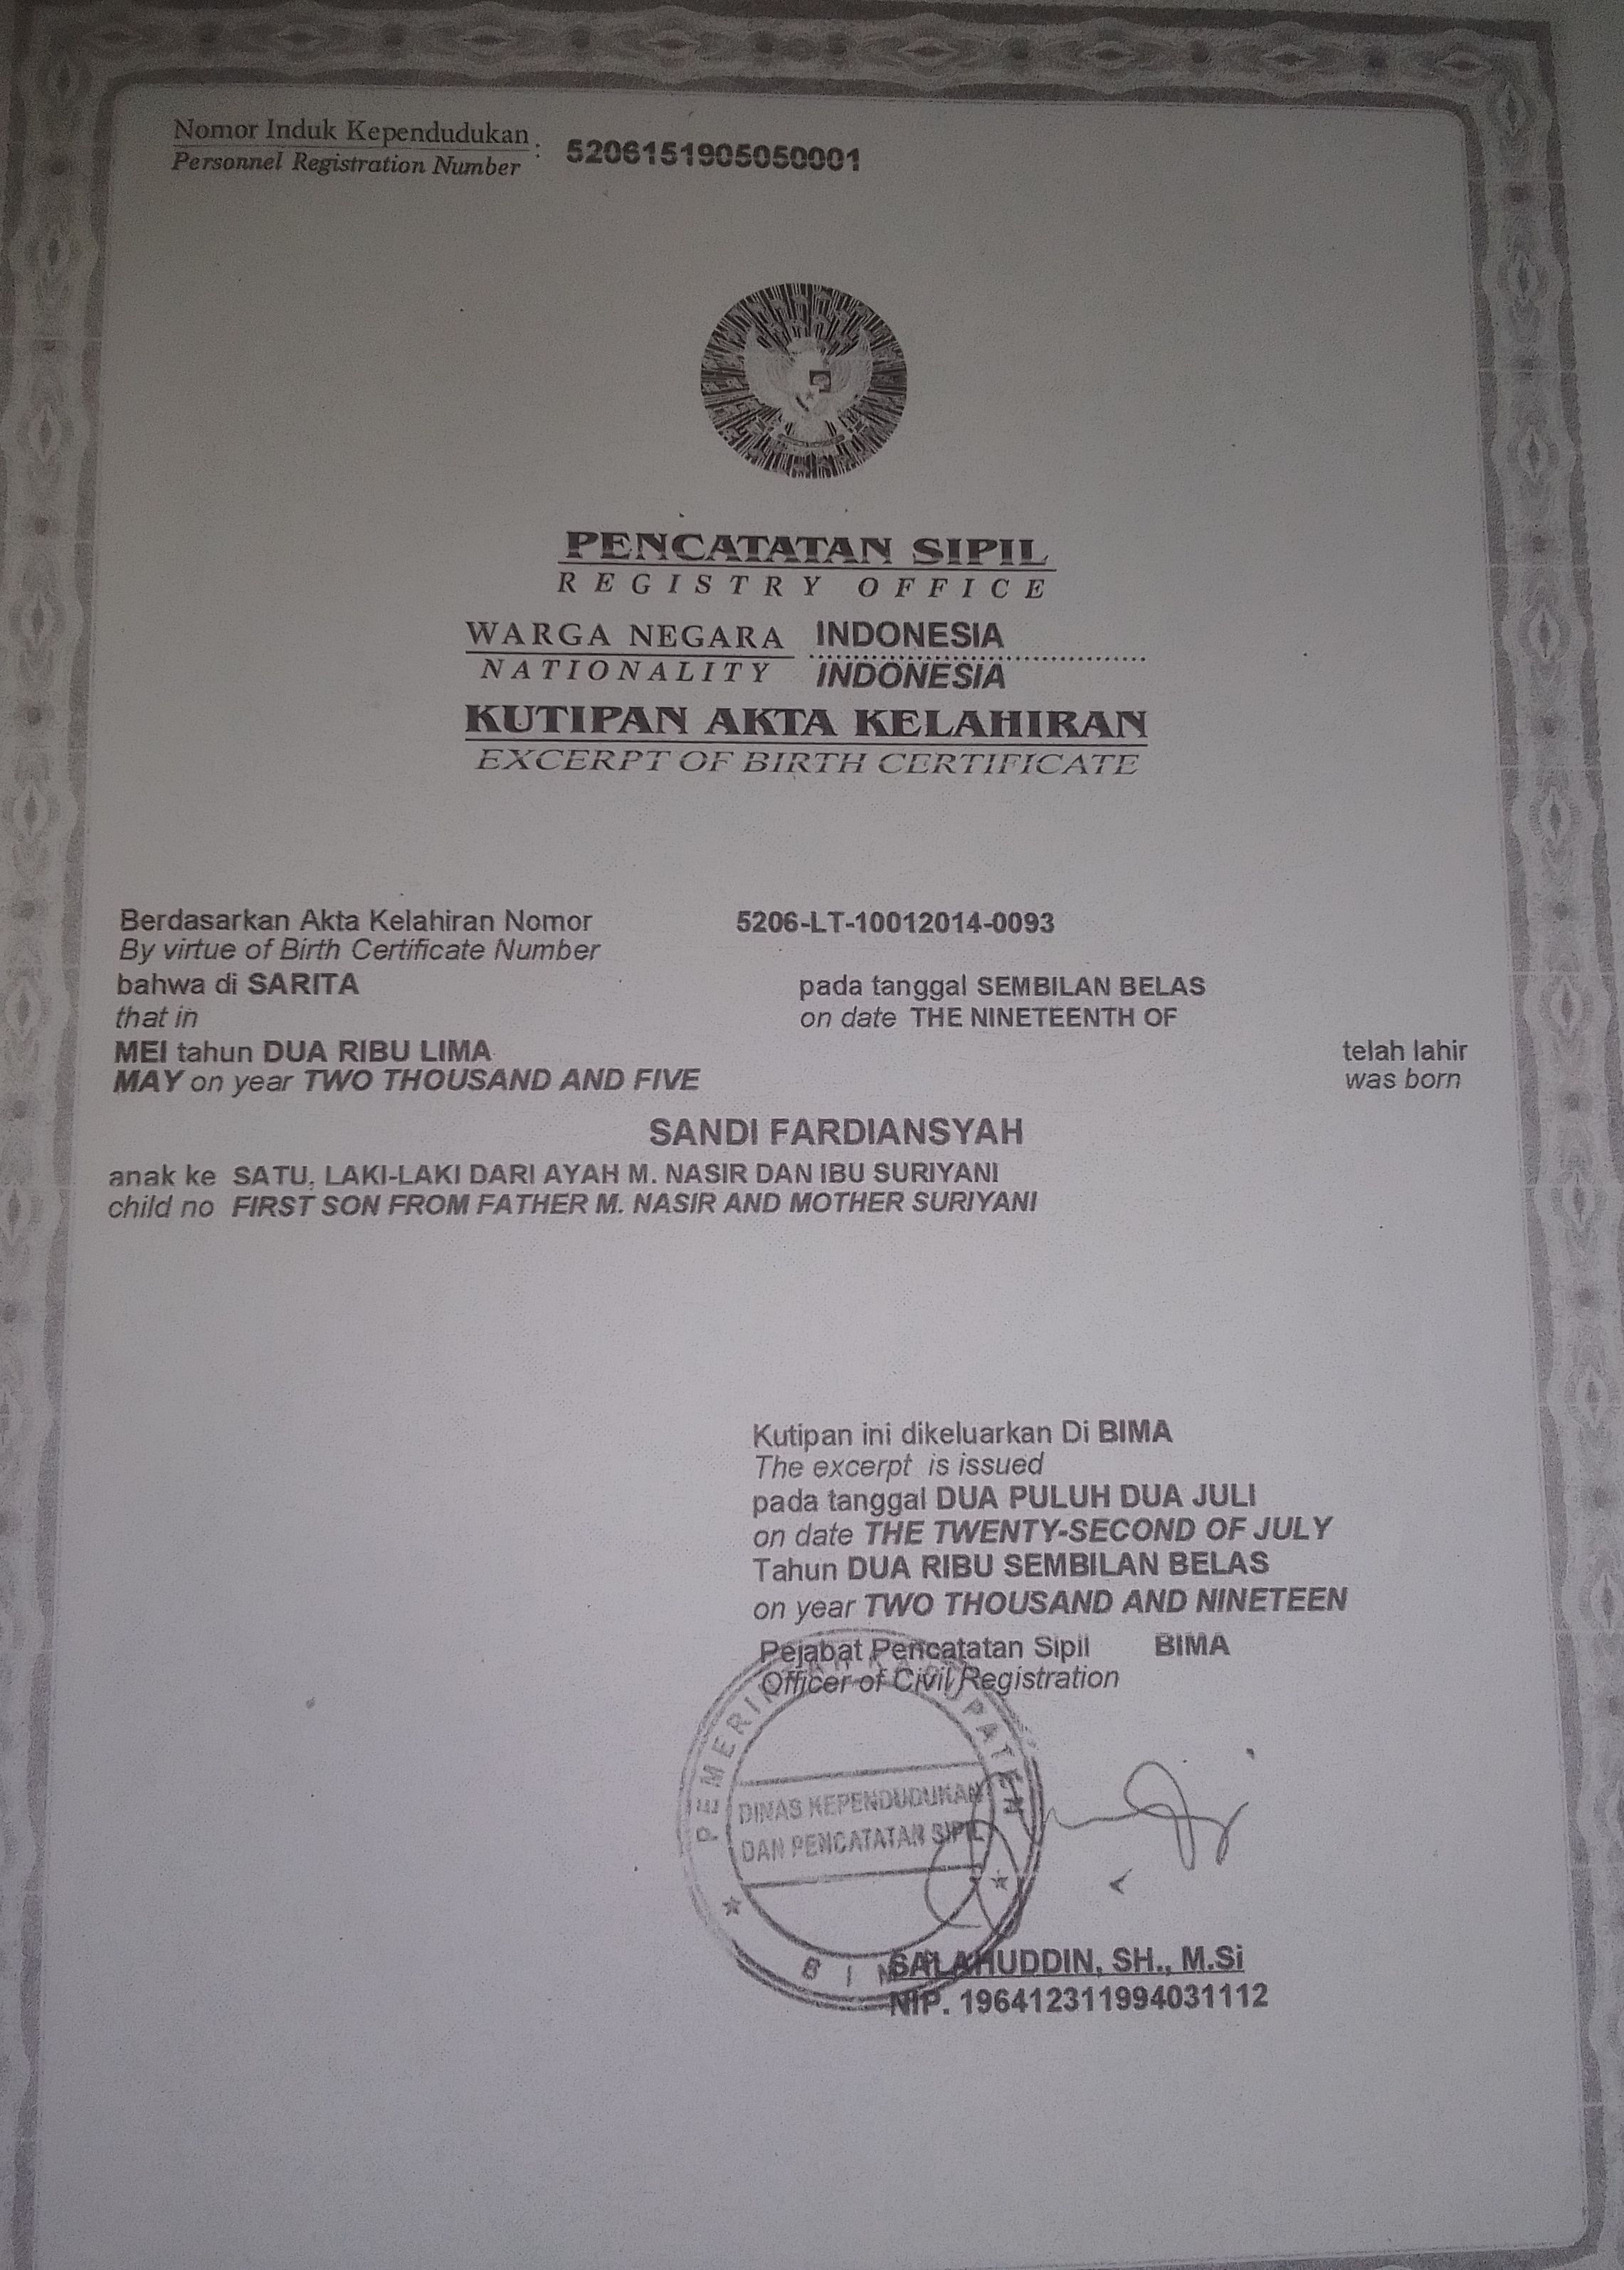 Nomor Induk Kependudukan : 5206151905050001
Personnel Registration Number
PENCATATAN SIPIL
REGISTRY OFFICE
WARGA NEGARA INDONESIA
NATIONALITY INDONESIA
KUTIPAN AKTA KELAHIRAN
EXCERPT OF BIRTH CERTIFICATE
Berdasarkan Akta Kelahiran Nomor 5206-LT-10012014-0093
By virtue of Birth Certificate Number
bahwa di SARITA pada tanggal SEMBILAN BELAS
that in on date THE NINETEENTH OF
MEI tahun DUA RIBU LIMA telah lahir
MAY on year TWO THOUSAND AND FIVE was born
SANDI FARDIANSYAH
anak ke SATU, LAKI-LAKI DARI AYAH M. NASIR DAN IBU SURIYANI
child no FIRST SON FROM FATHER M. NASIR AND MOTHER SURIYANI
Kutipan ini dikeluarkan Di BIMA
The excerpt is issued
pada tanggal DUA PULUH DUA JULI
on date THE TWENTY-SECOND OF JULY
Tahun DUA RIBU SEMBILAN BELAS
on year TWO THOUSAND AND NINETEEN
Pejabat Pencatatan Sipil BIMA
Officer of Civil Registration
PEMERINTAH KABUPATEN
DINAS KEPENDUDUKAN
DAN PENCATATAN SIPIL
BIMA
SALAHUDDIN, SH., M.Si
NIP. 196412311994031112